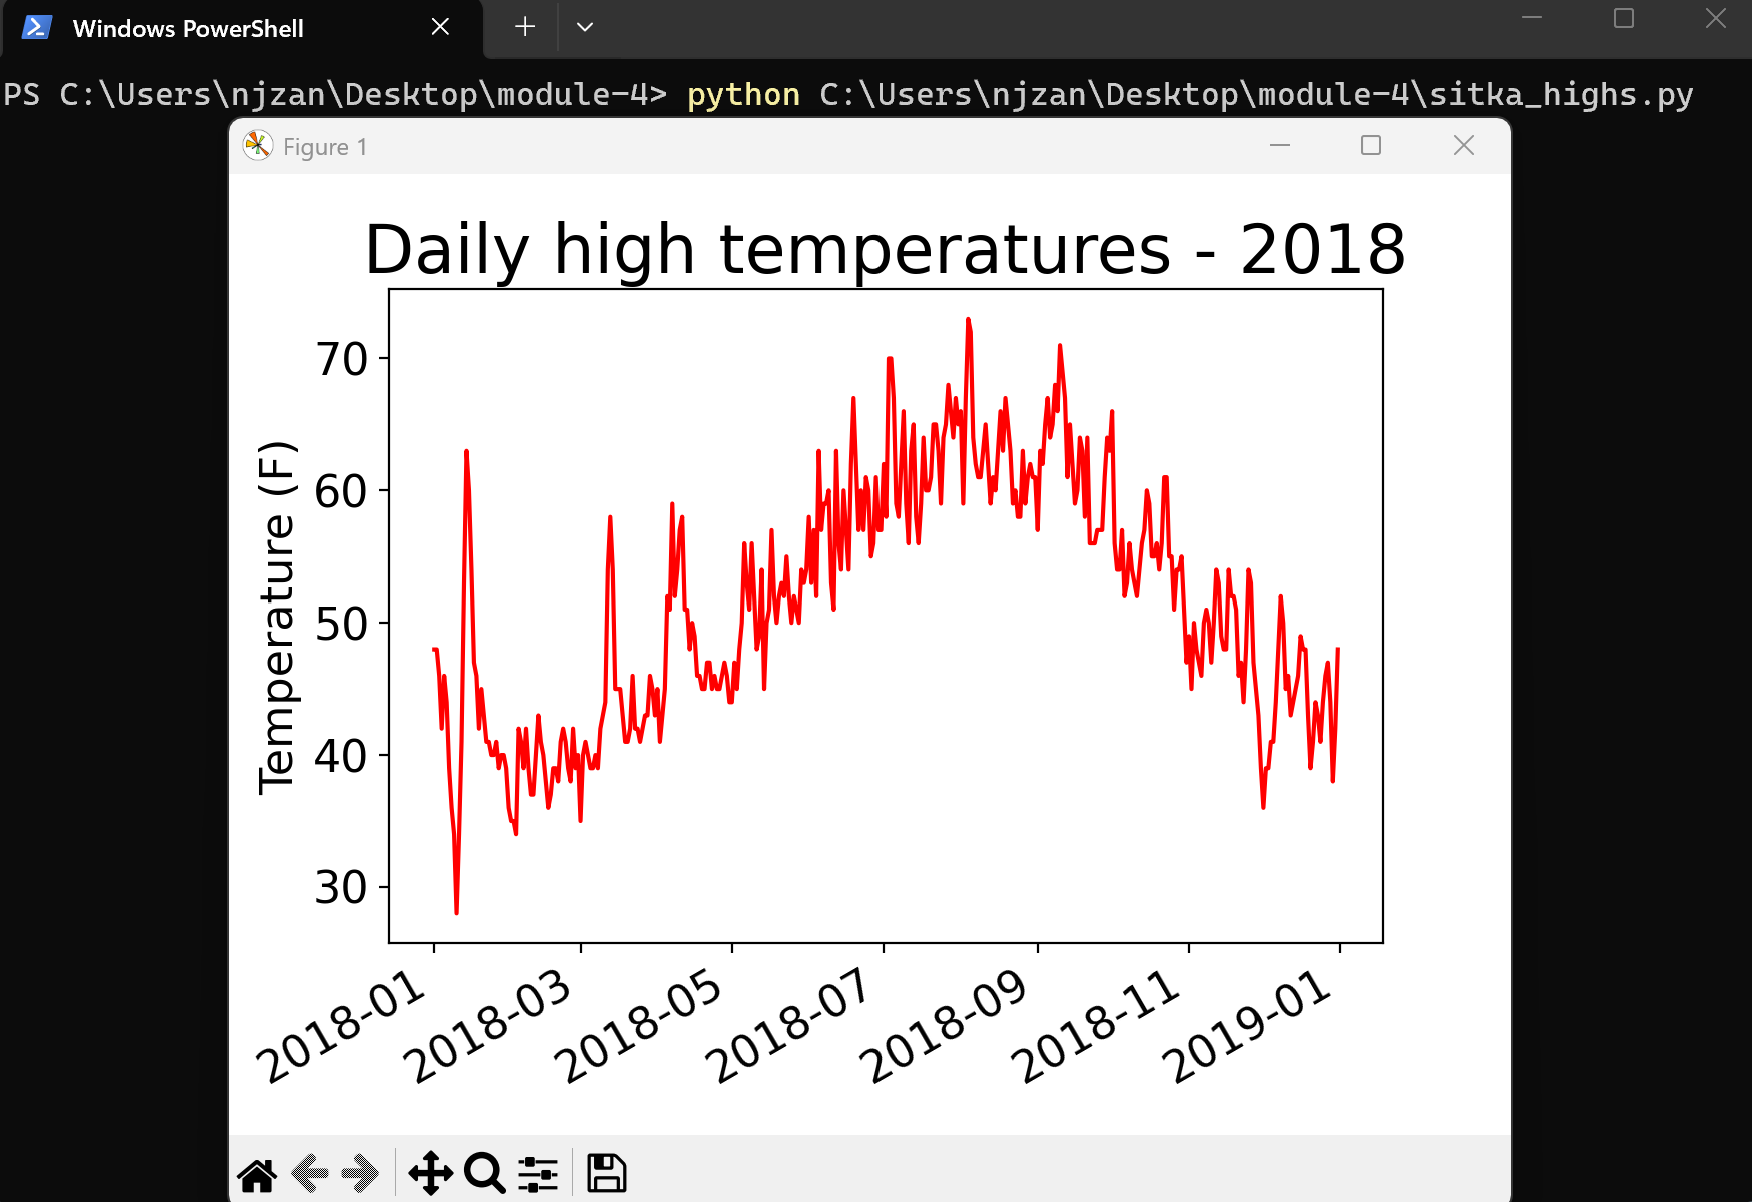 Windows PowerShell
PS C:\Users\njzan\Desktop\module-4> python C:\Users\njzan\Desktop\module-4\sitka_highs.py
Figure 1
Daily high temperatures - 2018
Temperature (F)
70
60
50
40
30
2018-01
2018-03
2018-05
2018-07
2018-09
2018-11
2019-01